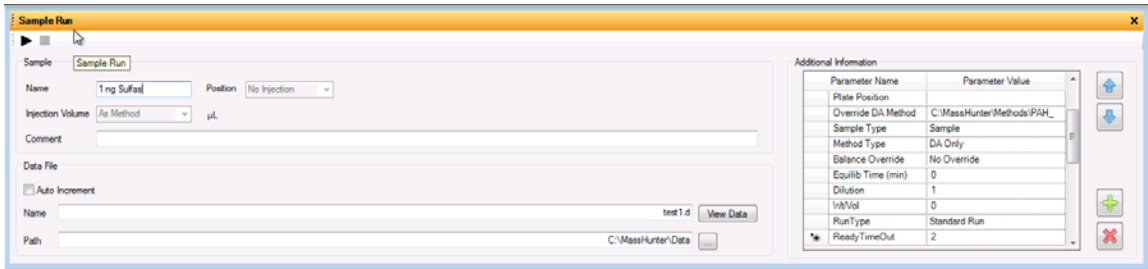 Sample Run
Sample
Sample Run
Name 1 ng Sulfas Position No Injection
Injection Volume As Method µL
Comment
Data File
Auto Increment
Name test1.d View Data
Path C:\MassHunter\Data ...
Additional Information
Parameter Name Parameter Value
Plate Position
Override DA Method C:\MassHunter\Methods\PAH_
Sample Type Sample
Method Type DA Only
Balance Override No Override
Equilib Time (min) 0
Dilution 1
Wt/Vol 0
RunType Standard Run
ReadyTimeOut 2